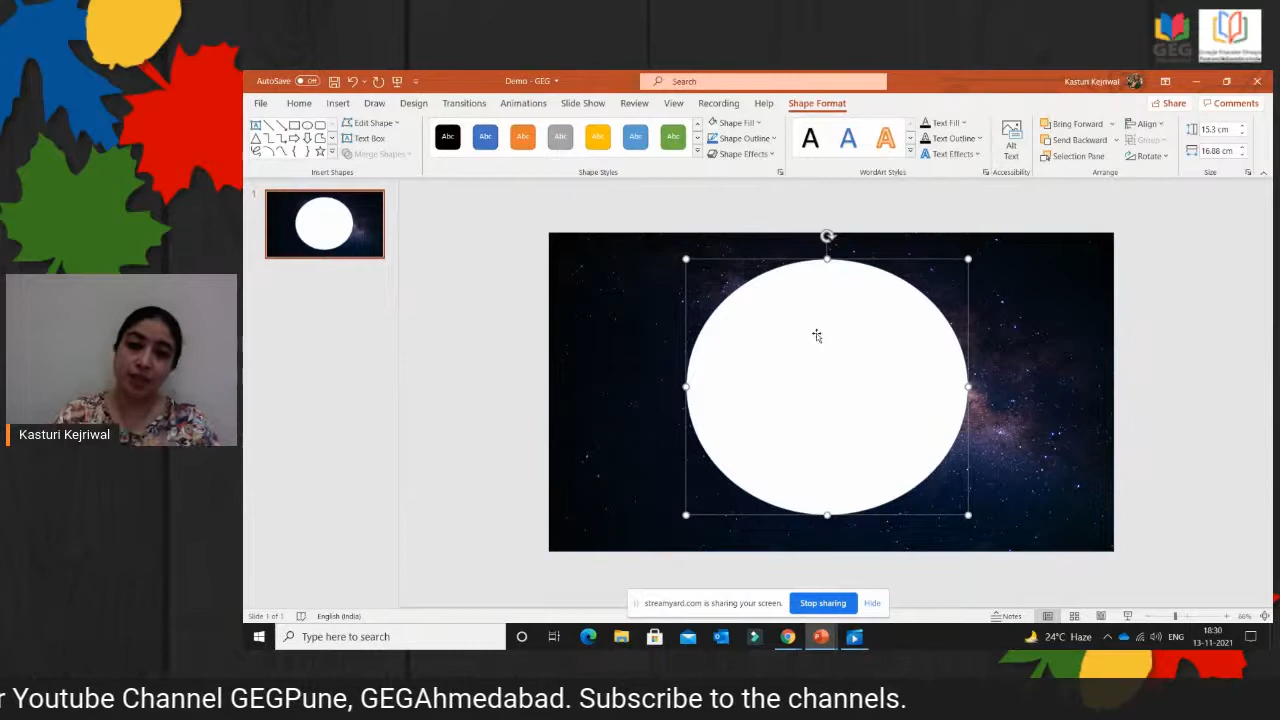 GEG
AutoSave Off
Demo - GEG
Search
Kasturi Kejriwal
File Home Insert Draw Design Transitions Animations Slide Show Review View Recording Help Shape Format
Share Comments
Edit Shape
Text Box
Merge Shapes
Insert Shapes
Abc Abc Abc Abc Abc Abc Abc
Shape Fill
Shape Outline
Shape Effects
Shape Styles
A A A
Text Fill
Text Outline
Text Effects
WordArt Styles
Alt
Text
Accessibility
Bring Forward
Send Backward
Selection Pane
Align
Group
Rotate
Arrange
15.3 cm
16.88 cm
Size
1
Kasturi Kejriwal
streamyard.com is sharing your screen. Stop sharing Hide
Slide 1 of 1 English (India) Notes 66%
Type here to search
24°C Haze ENG 18:30
13-11-2021
r Youtube Channel GEGPune, GEGAhmedabad. Subscribe to the channels.